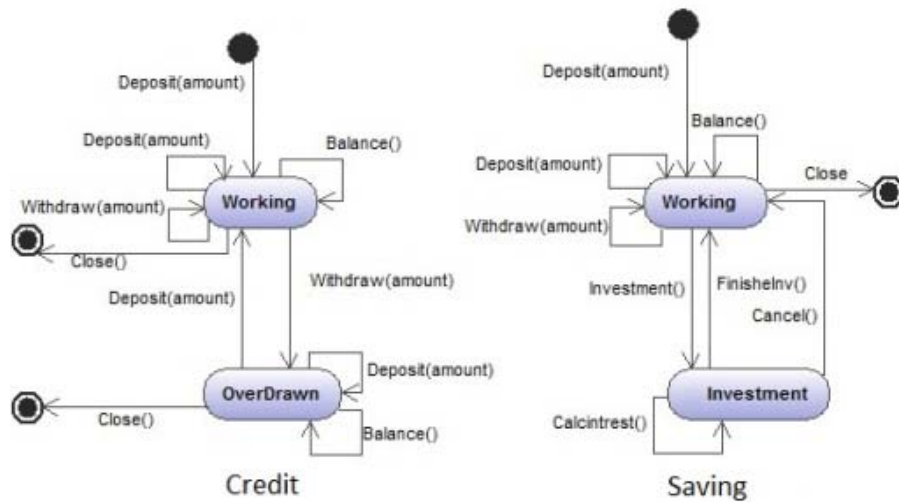 Deposit(amount)
Deposit(amount)
Balance()
Withdraw(amount)
Working
Close()
Deposit(amount)
Withdraw(amount)
OverDrawn
Deposit(amount)
Close()
Balance()
Credit
Deposit(amount)
Balance()
Deposit(amount)
Close
Working
Withdraw(amount)
Investment()
FinisheInv()
Cancel()
Investment
Calcintrest()
Saving